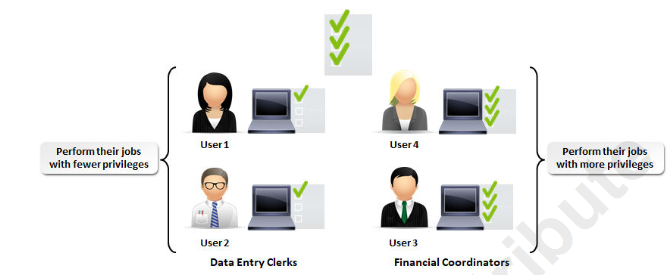 User 1
User 4
Perform their jobs
with fewer privileges
Perform their jobs
with more privileges
User 2
User 3
Data Entry Clerks
Financial Coordinators